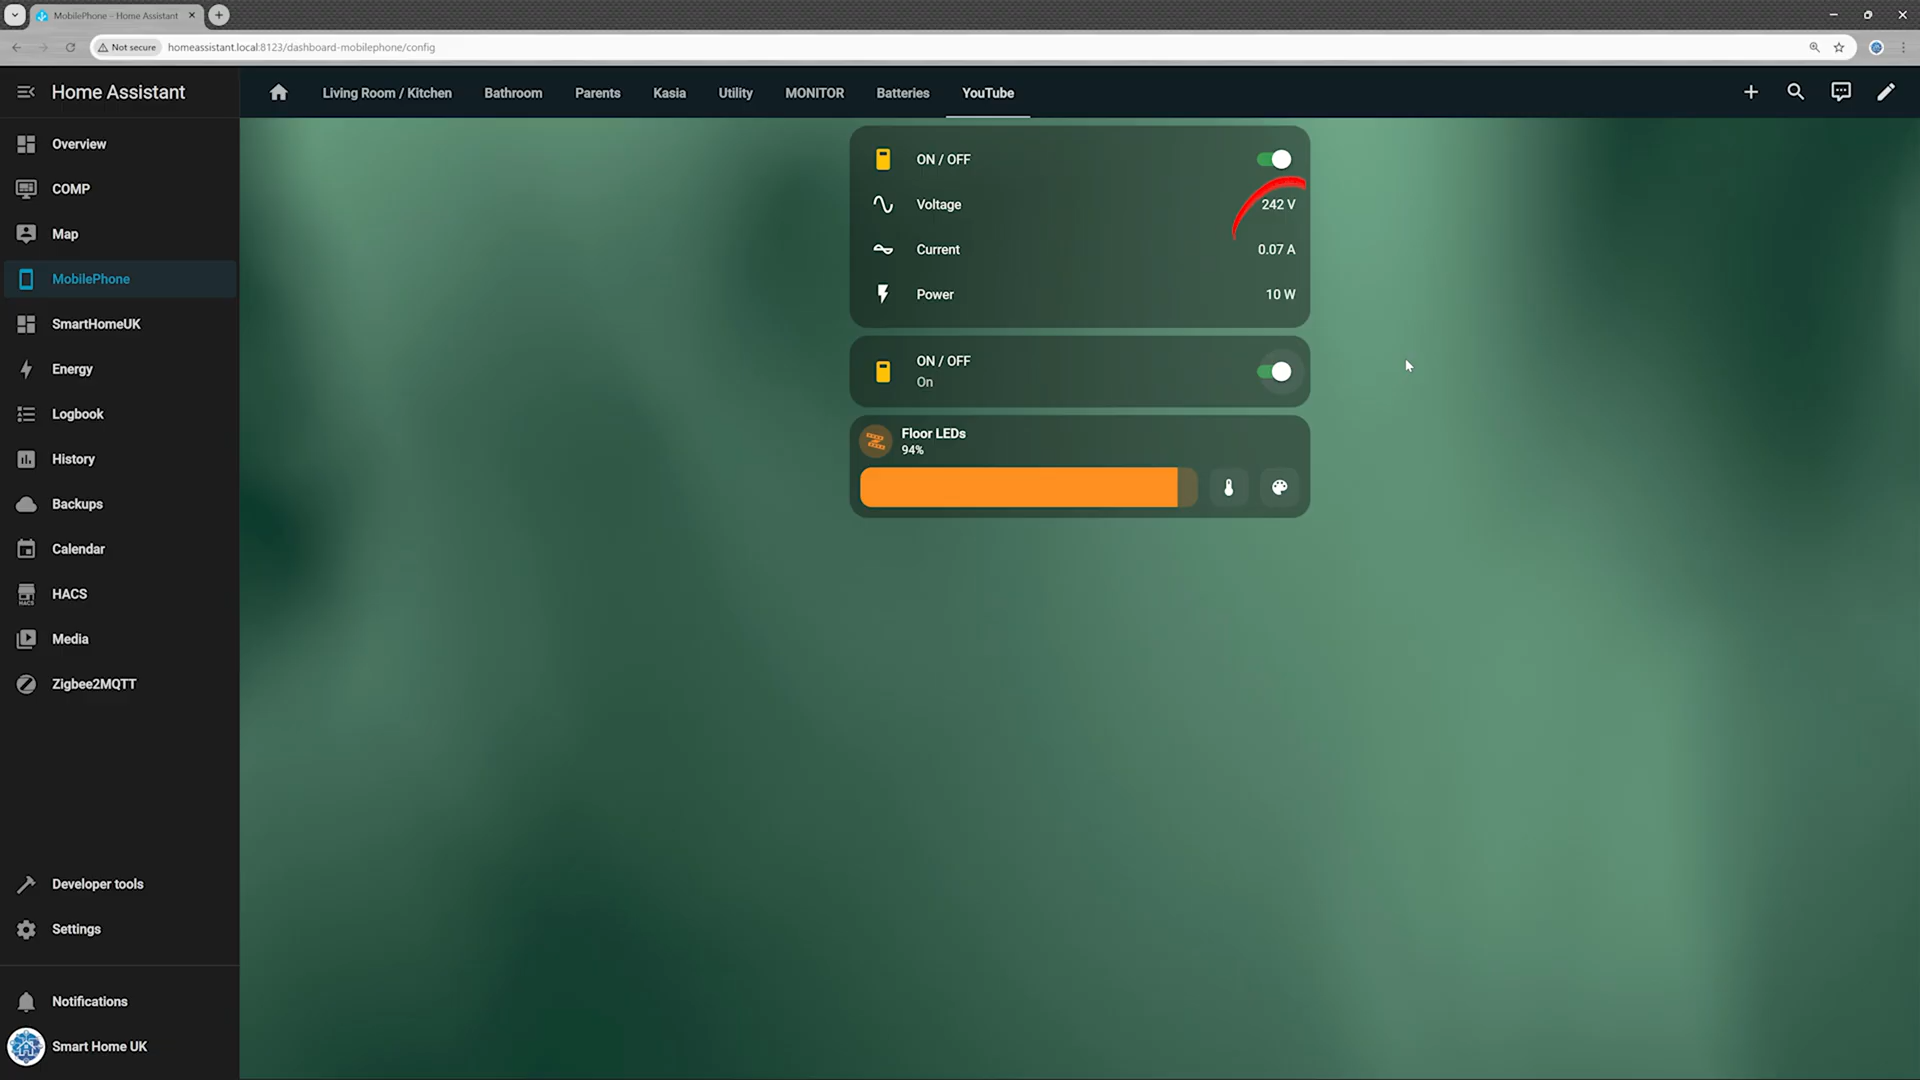 MobilePhone – Home Assistant
Not secure
homeassistant.local:8123/dashboard-mobilephone/config
Home Assistant
Living Room / Kitchen
Bathroom
Parents
Kasia
Utility
MONITOR
Batteries
YouTube
Overview
COMP
Map
MobilePhone
SmartHomeUK
Energy
Logbook
History
Backups
Calendar
HACS
HACS
Media
Zigbee2MQTT
Developer tools
Settings
Notifications
Smart Home UK
ON / OFF
Voltage
242 V
Current
0.07 A
Power
10 W
ON / OFF
On
Floor LEDs
94%